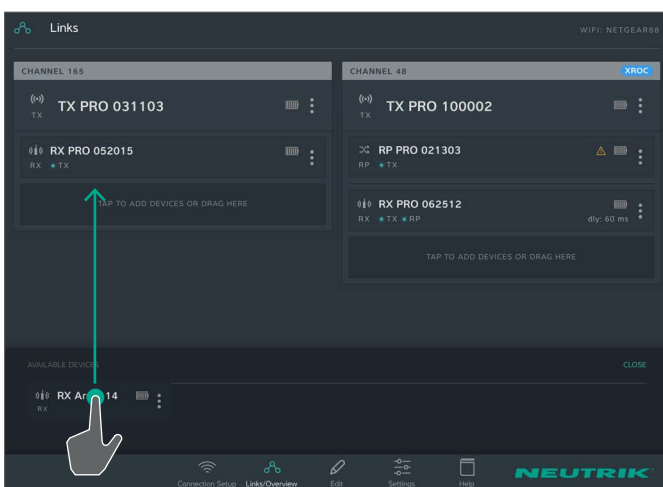 Links
WIFI: NETGEAR88
CHANNEL 165
TX PRO 031103
TX
RX PRO 052015
RX TX
TAP TO ADD DEVICES OR DRAG HERE
CHANNEL 48 XROC
TX PRO 100002
TX
RP PRO 021303
RP TX
RX PRO 062512
RX TX RP dly: 60 ms
TAP TO ADD DEVICES OR DRAG HERE
AVAILABLE DEVICES CLOSE
RX 14
RX
Connection Setup Links/Overview Edit Settings Help NEUTRIK